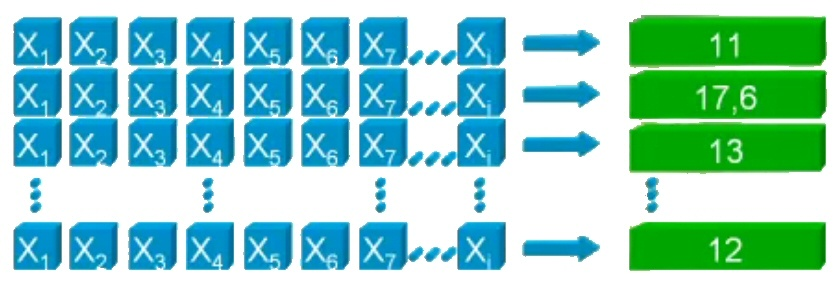 X₁ X₂ X₃ X₄ X₅ X₆ X₇ ... Xᵢ 11
X₁ X₂ X₃ X₄ X₅ X₆ X₇ ... Xᵢ 17,6
X₁ X₂ X₃ X₄ X₅ X₆ X₇ ... Xᵢ 13
X₁ X₂ X₃ X₄ X₅ X₆ X₇ ... Xᵢ 12